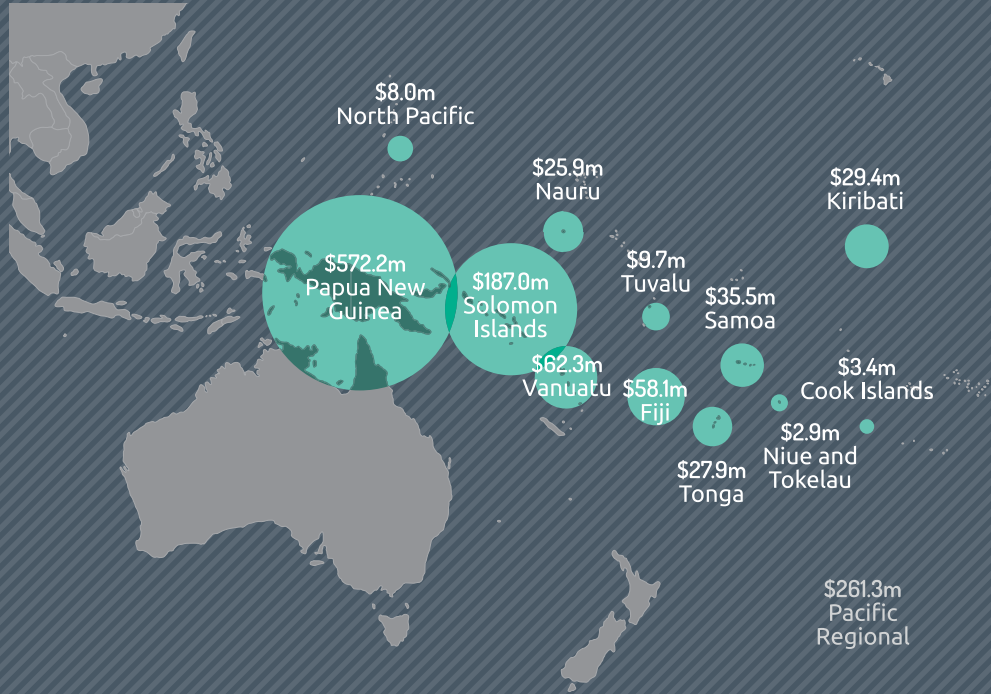 $8.0m
North Pacific
$25.9m
Nauru
$29.4m
Kiribati
$572.2m
Papua New
Guinea
$187.0m
Solomon
Islands
$9.7m
Tuvalu
$35.5m
Samoa
$62.3m
Vanuatu
$58.1m
Fiji
$3.4m
Cook Islands
$2.9m
Niue and
Tokelau
$27.9m
Tonga
$261.3m
Pacific
Regional